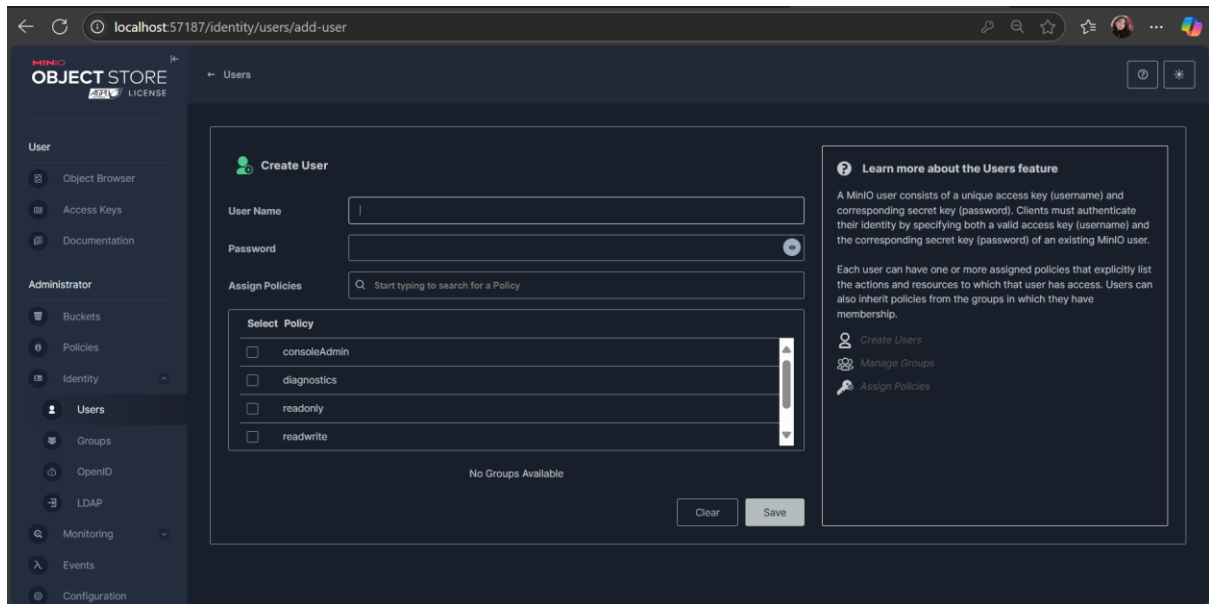 localhost:57187/identity/users/add-user
MINIO
OBJECT STORE
AGPLv3 LICENSE
← Users
User
Object Browser
Access Keys
Documentation
Administrator
Buckets
Policies
Identity
Users
Groups
OpenID
LDAP
Monitoring
Events
Configuration
Create User
User Name
Password
Assign Policies
Start typing to search for a Policy
Select Policy
consoleAdmin
diagnostics
readonly
readwrite
No Groups Available
Clear
Save
Learn more about the Users feature
A MinIO user consists of a unique access key (username) and
corresponding secret key (password). Clients must authenticate
their identity by specifying both a valid access key (username) and
the corresponding secret key (password) of an existing MinIO user.
Each user can have one or more assigned policies that explicitly list
the actions and resources to which that user has access. Users can
also inherit policies from the groups in which they have
membership.
Create Users
Manage Groups
Assign Policies